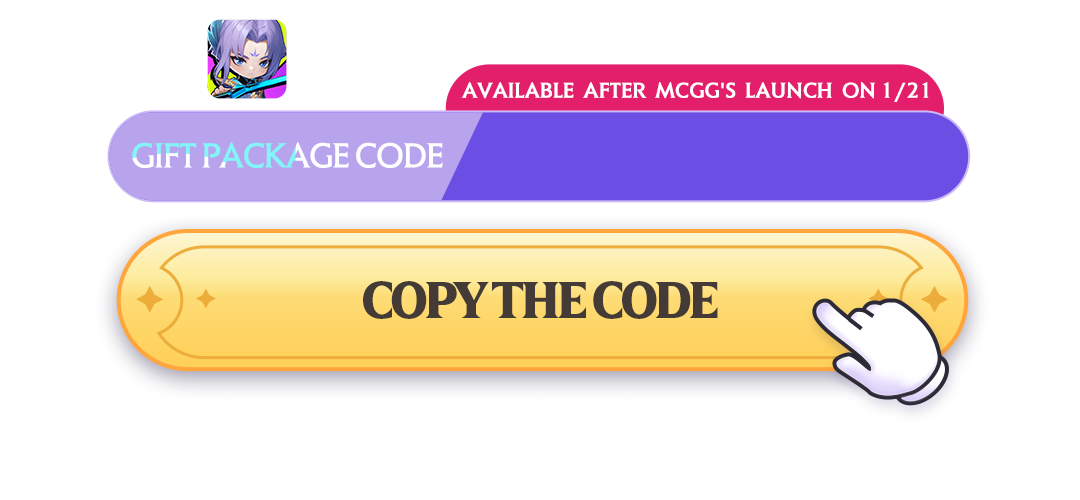 AVAILABLE AFTER MCGG'S LAUNCH ON 1/21
GIFT PACKAGE CODE
COPY THE CODE